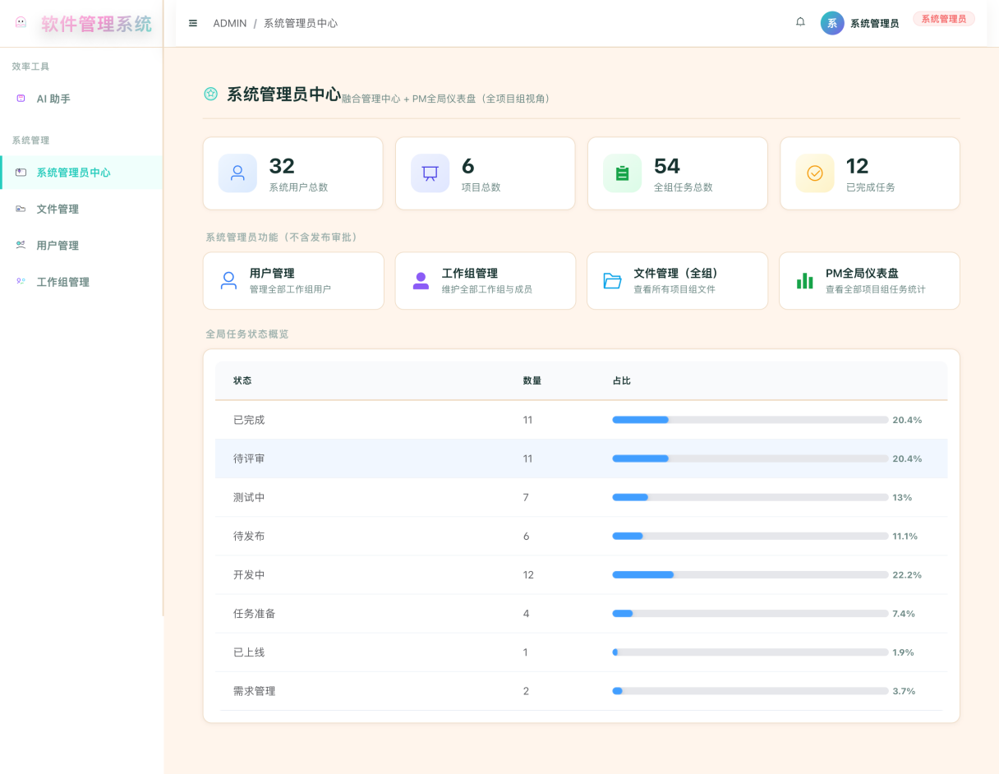 软件管理系统
ADMIN / 系统管理员中心
系 系统管理员 系统管理员
效率工具
AI 助手
系统管理
系统管理员中心
文件管理
用户管理
工作组管理
系统管理员中心 融合管理中心 + PM全局仪表盘（全项目组视角）
32
系统用户总数
6
项目总数
54
全组任务总数
12
已完成任务
系统管理员功能（不含发布审批）
用户管理
管理全部工作组用户
工作组管理
维护全部工作组与成员
文件管理（全组）
查看所有项目组文件
PM全局仪表盘
查看全部项目组任务统计
全局任务状态概览
状态 数量 占比
已完成 11 20.4%
待评审 11 20.4%
测试中 7 13%
待发布 6 11.1%
开发中 12 22.2%
任务准备 4 7.4%
已上线 1 1.9%
需求管理 2 3.7%